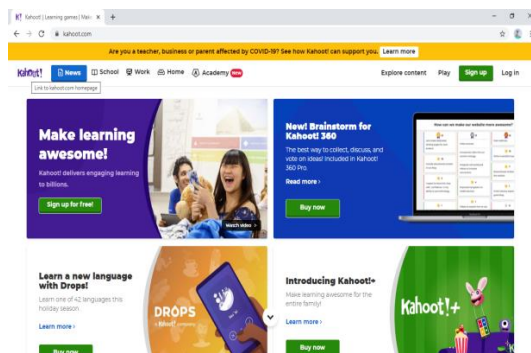 Kahoot! | Learning games | Mak
kahoot.com
Are you a teacher, business or parent affected by COVID-19? See how Kahoot! can support you. Learn more
Kahoot! News School Work Home Academy New Explore content Play Sign up Log in
Link to kahoot.com homepage
Make learning
awesome!
Kahoot! delivers engaging learning
to billions.
Sign up for free!
Watch video >
New! Brainstorm for
Kahoot! 360
The best way to collect, discuss, and
vote on ideas! Included in Kahoot!
360 Pro.
Read more ›
Buy now
How can we make our website more awesome?
Learn a new language
with Drops!
Learn one of 42 languages this
holiday season.
Learn more ›
Buy now
DROPS
Introducing Kahoot!+
Make learning awesome for the
entire family!
Learn more ›
Buy now
Kahoot!+